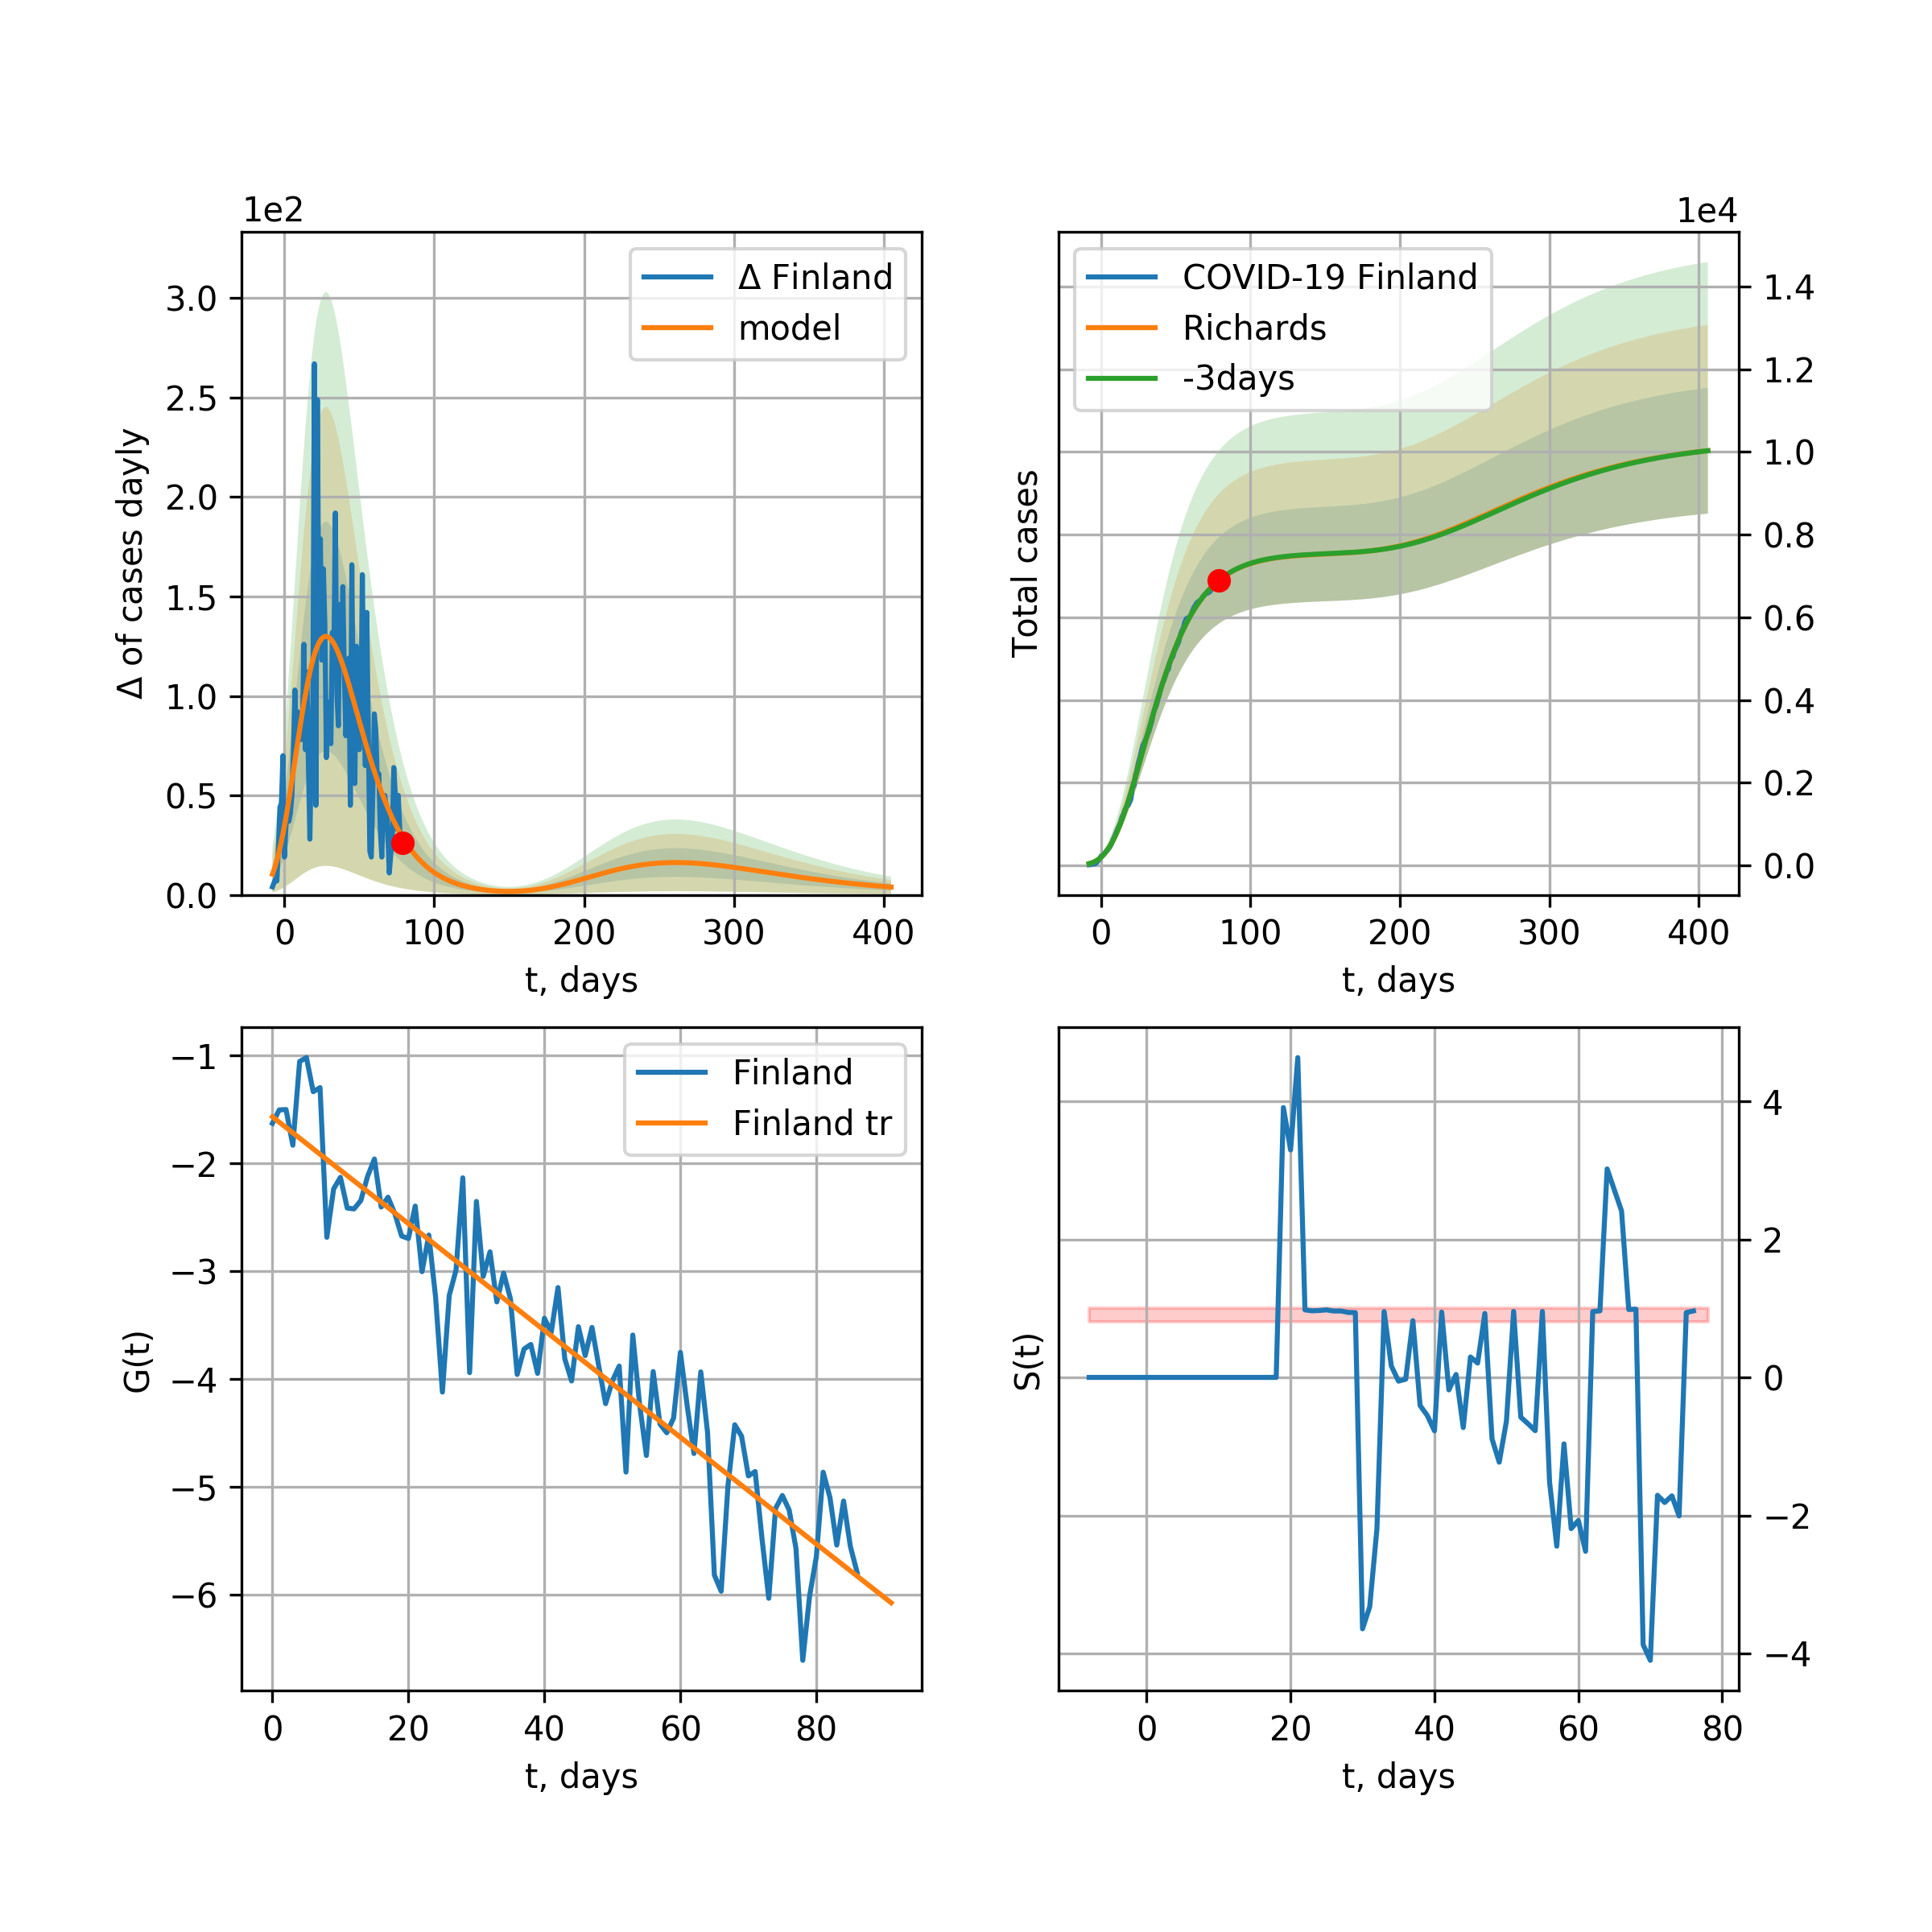 1e2
Δ Finland
model
3.0
2.5
2.0
1.5
1.0
0.5
0.0
Δ of cases dayly
0 100 200 300 400
t, days
1e4
COVID-19 Finland
Richards
-3days
1.4
1.2
1.0
0.8
0.6
0.4
0.2
0.0
Total cases
0 100 200 300 400
t, days
Finland
Finland tr
−1
−2
−3
−4
−5
−6
G(t)
0 20 40 60 80
t, days
4
2
0
−2
−4
S(t)
0 20 40 60 80
t, days